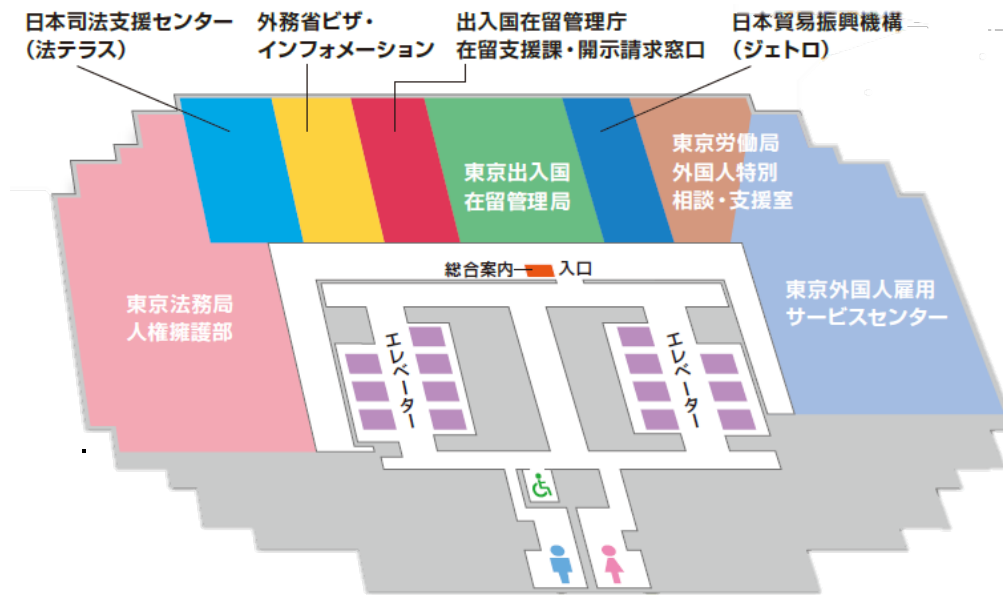 日本司法支援センター
（法テラス）
外務省ビザ・
インフォメーション
出入国在留管理庁
在留支援課・開示請求窓口
日本貿易振興機構
（ジェトロ）
東京出入国
在留管理局
東京労働局
外国人特別
相談・支援室
総合案内
入口
東京法務局
人権擁護部
東京外国人雇用
サービスセンター
エレベーター
エレベーター